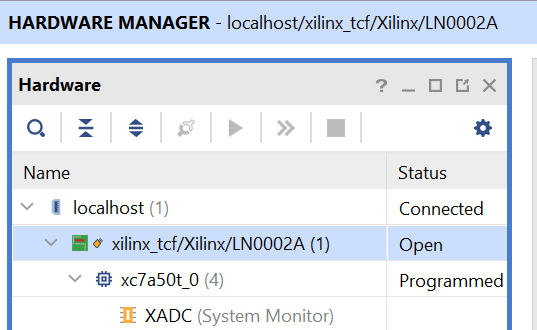 HARDWARE MANAGER - localhost/xilinx_tcf/Xilinx/LN0002A
Hardware
Name Status
localhost (1) Connected
xilinx_tcf/Xilinx/LN0002A (1) Open
xc7a50t_0 (4) Programmed
XADC (System Monitor)